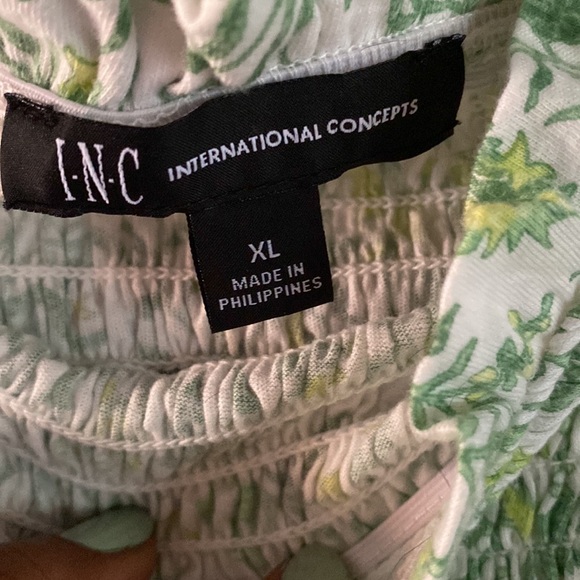 I·N·C INTERNATIONAL CONCEPTS
XL
MADE IN
PHILIPPINES